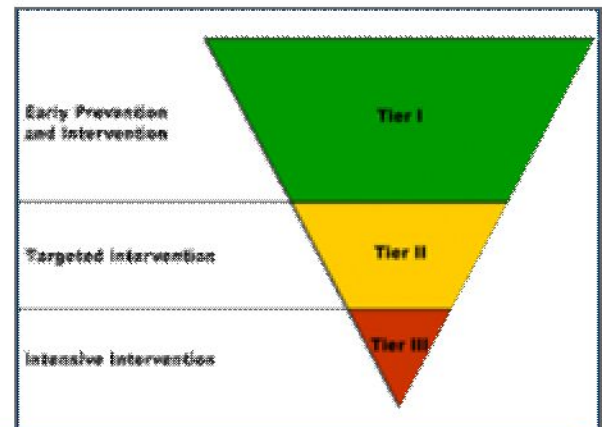 Early Prevention
and Intervention
Tier I
Targeted Intervention
Tier II
Intensive Intervention
Tier III